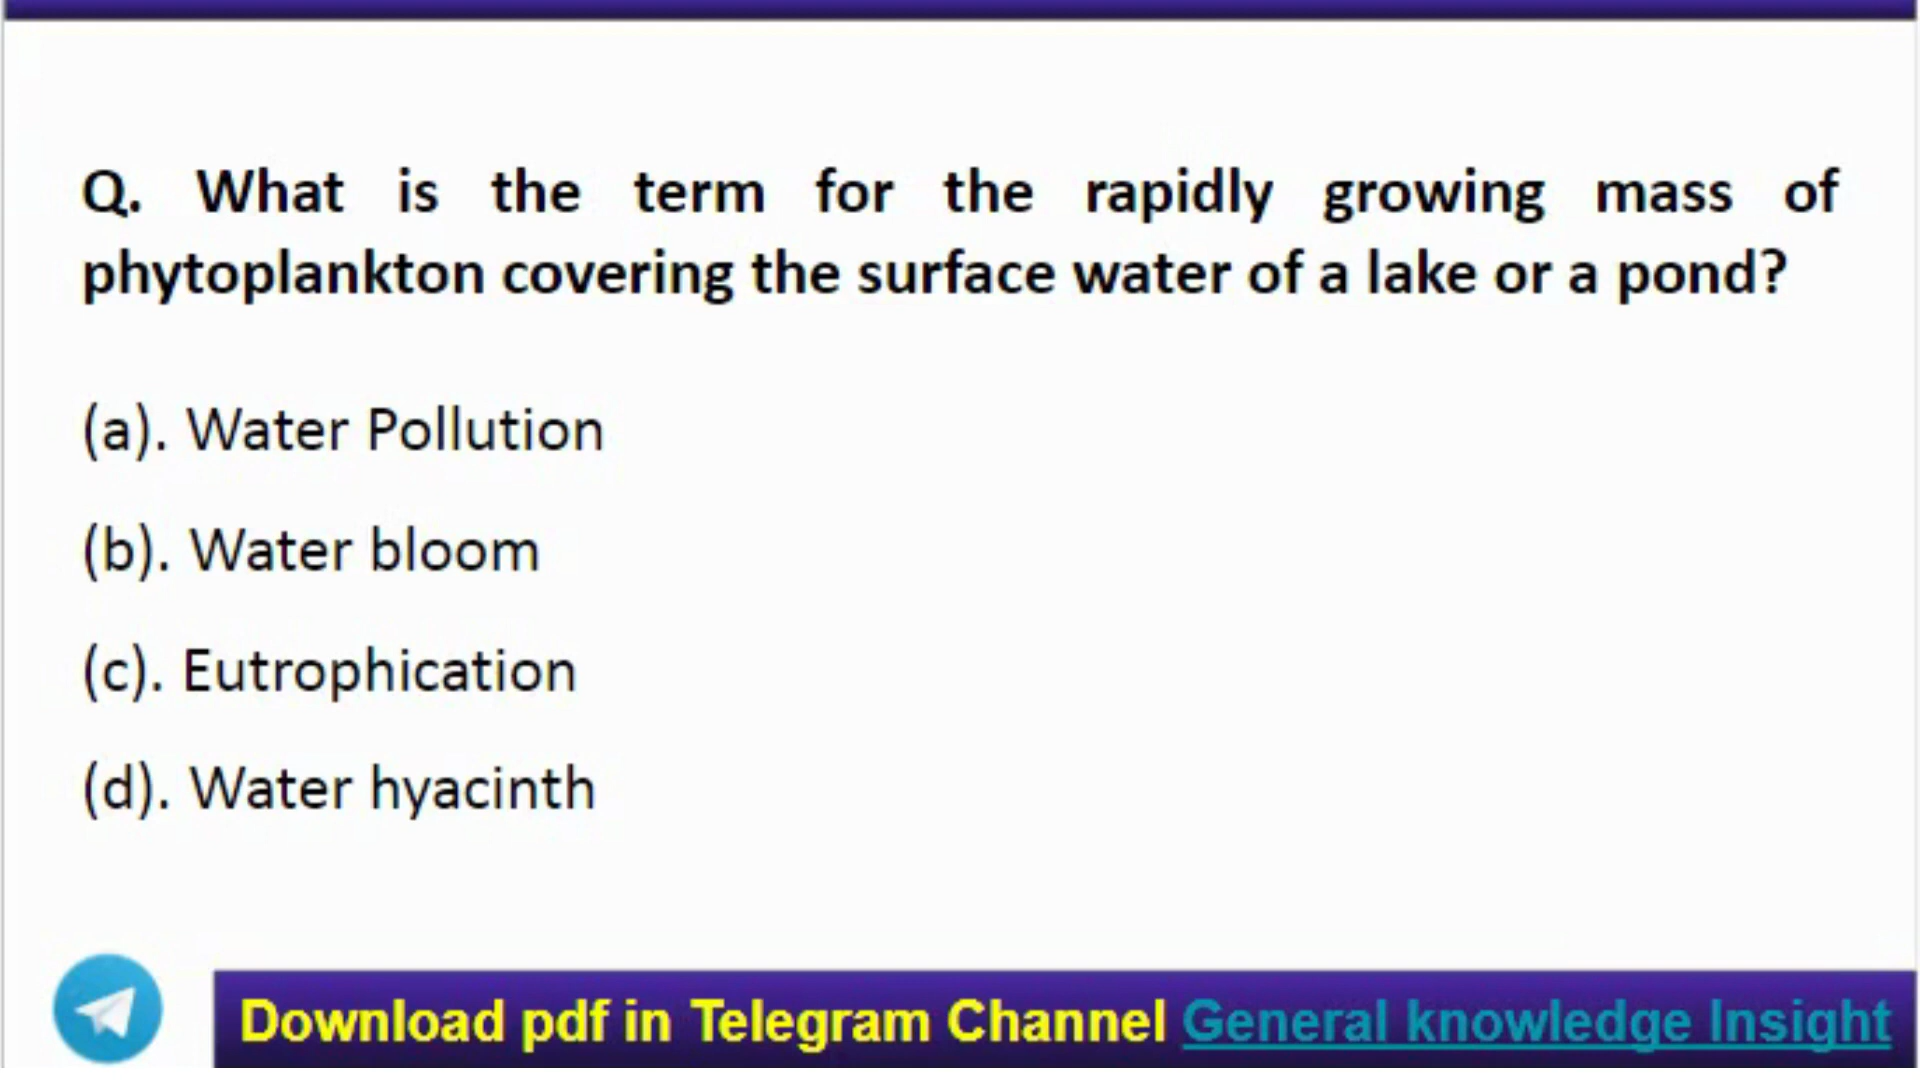 Q. What is the term for the rapidly growing mass of
phytoplankton covering the surface water of a lake or a pond?
(a). Water Pollution
(b). Water bloom
(c). Eutrophication
(d). Water hyacinth
Download pdf in Telegram Channel General knowledge Insight